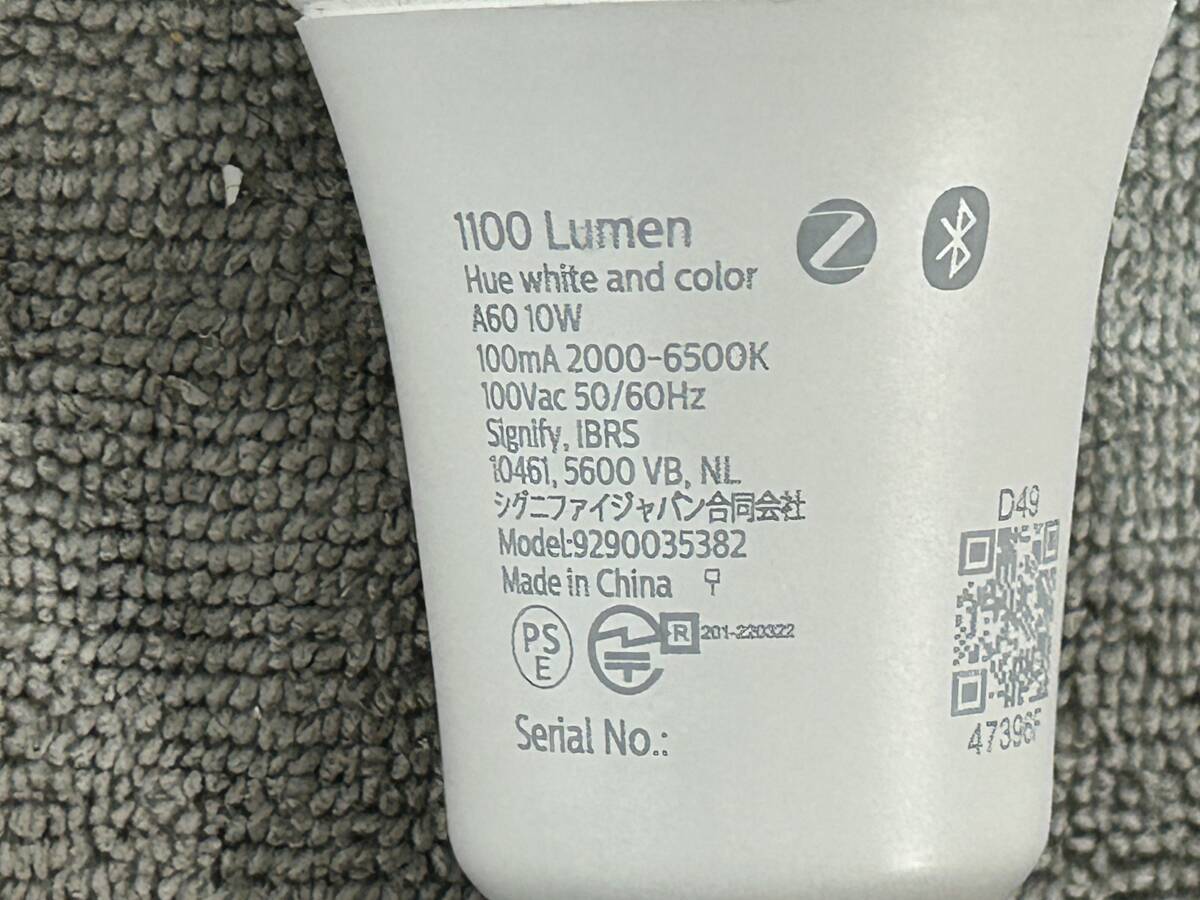 1100 Lumen
Hue white and color
A60 10W
100mA 2000-6500K
100Vac 50/60Hz
Signify, IBRS
10461, 5600 VB, NL
シグニファイジャパン合同会社
Model:9290035382
Made in China
PS
E
R 201-220322
Serial No.:
D49
47396F